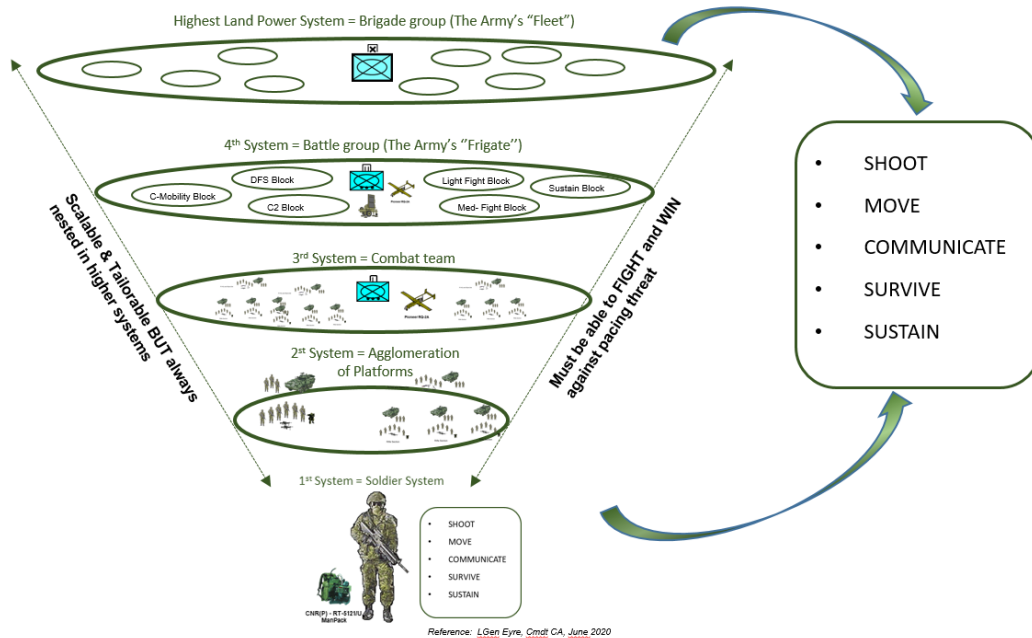 Highest Land Power System = Brigade group (The Army's “Fleet”)
4th System = Battle group (The Army's “Frigate”)
DFS Block
Light Fight Block
C-Mobility Block
Sustain Block
C2 Block
Med- Fight Block
3rd System = Combat team
2st System = Agglomeration
of Platforms
1st System = Soldier System
• SHOOT
• MOVE
• COMMUNICATE
• SURVIVE
• SUSTAIN
CNR(P) - RT-5121/U
ManPack
Scalable & Tailorable BUT always
nested in higher systems
Must be able to FIGHT and WIN
against pacing threat
• SHOOT
• MOVE
• COMMUNICATE
• SURVIVE
• SUSTAIN
Reference: LGen Eyre, Cmdt CA, June 2020